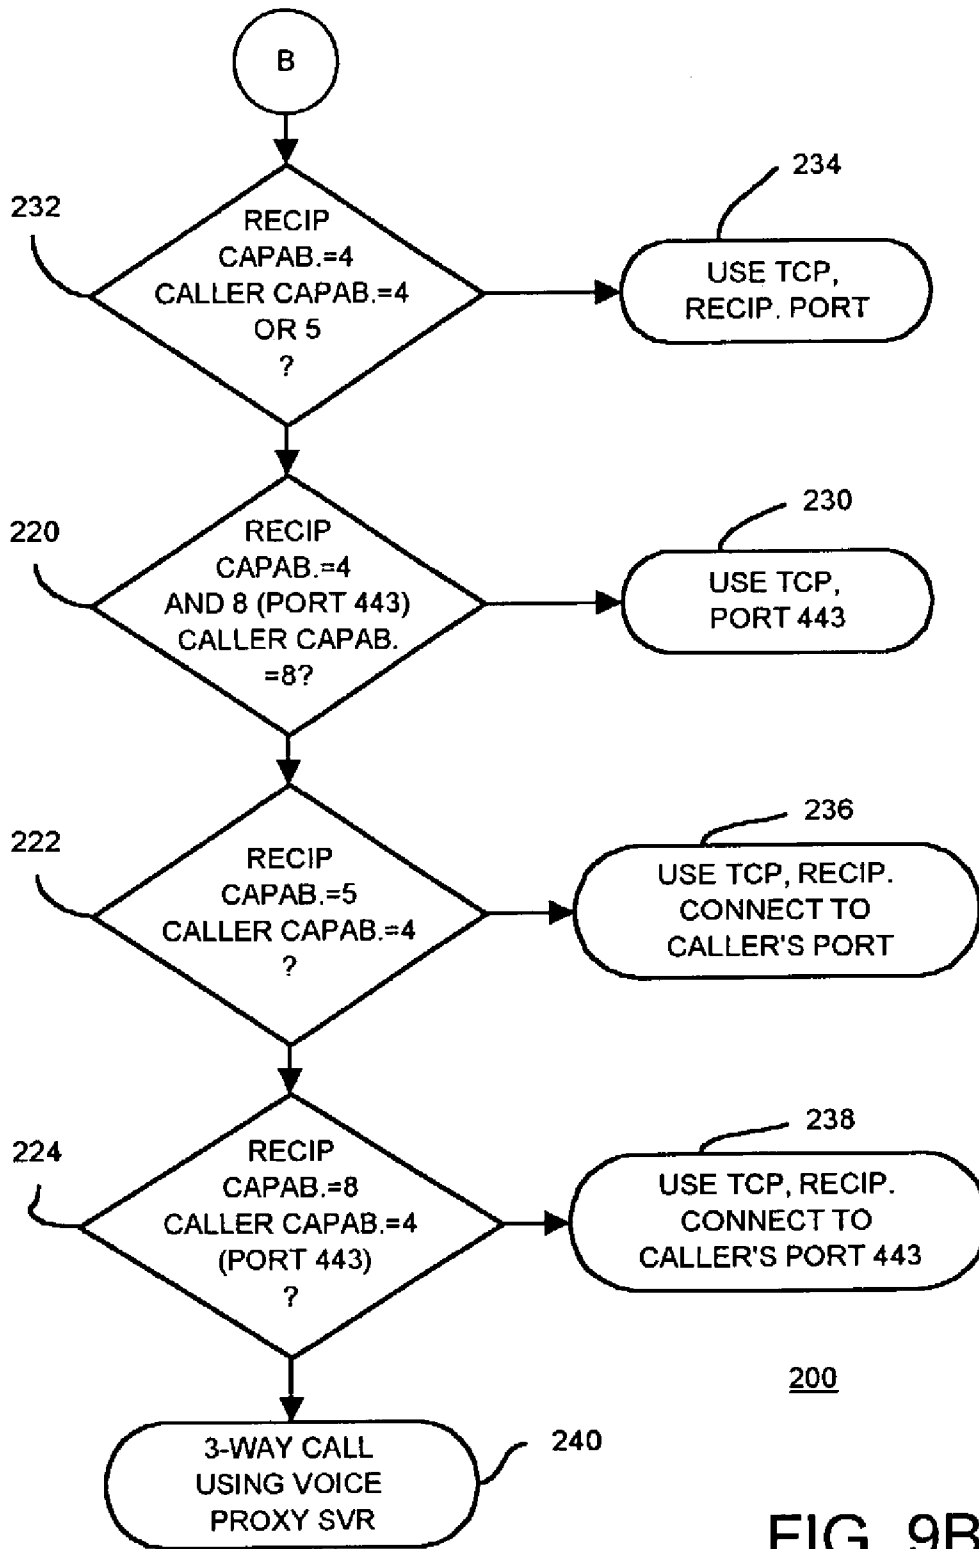 B
232
RECIP
CAPAB.=4
CALLER CAPAB.=4
OR 5
?
234
USE TCP,
RECIP. PORT
220
RECIP
CAPAB.=4
AND 8 (PORT 443)
CALLER CAPAB.
=8?
230
USE TCP,
PORT 443
222
RECIP
CAPAB.=5
CALLER CAPAB.=4
?
236
USE TCP, RECIP.
CONNECT TO
CALLER'S PORT
224
RECIP
CAPAB.=8
CALLER CAPAB.=4
(PORT 443)
?
238
USE TCP, RECIP.
CONNECT TO
CALLER'S PORT 443
200
3-WAY CALL
USING VOICE
PROXY SVR
240
FIG. 9B